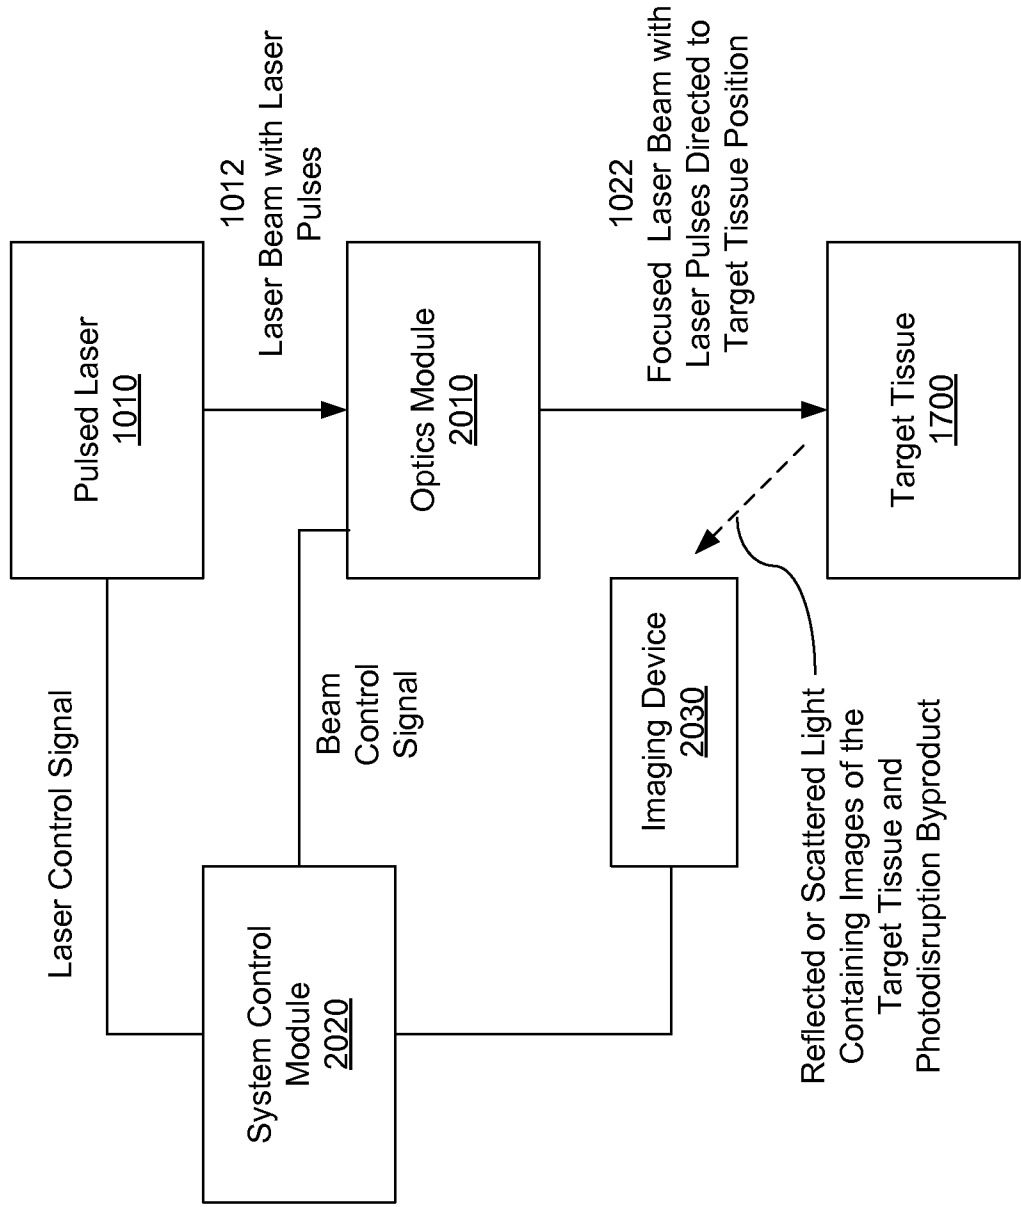 Pulsed Laser
1010
1012
Laser Beam with Laser
Pulses
Optics Module
2010
1022
Focused Laser Beam with
Laser Pulses Directed to
Target Tissue Position
Target Tissue
1700
Laser Control Signal
Beam
Control
Signal
Imaging Device
2030
System Control
Module
2020
Reflected or Scattered Light
Containing Images of the
Target Tissue and
Photodisruption Byproduct